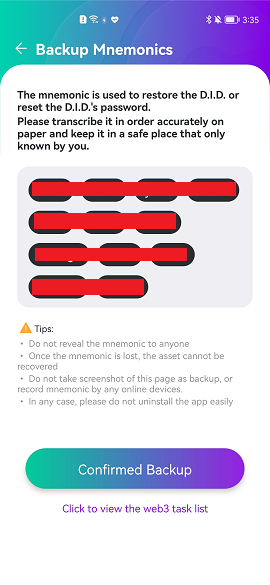 3:35
Backup Mnemonics
The mnemonic is used to restore the D.I.D. or
reset the D.I.D.'s password.
Please transcribe it in order accurately on
paper and keep it in a safe place that only
known by you.
Tips:
• Do not reveal the mnemonic to anyone
• Once the mnemonic is lost, the asset cannot be
recovered
• Do not take screenshot of this page as backup, or
record mnemonic by any online devices.
• In any case, please do not uninstall the app easily
Confirmed Backup
Click to view the web3 task list